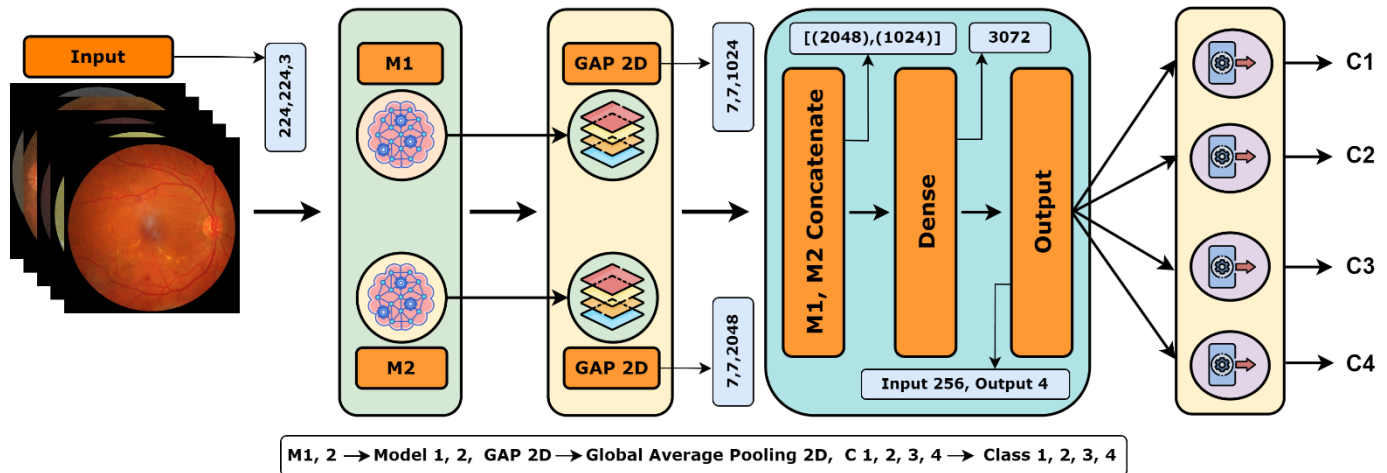 Input
224,224,3
M1
M2
GAP 2D
7,7,1024
GAP 2D
7,7,2048
[(2048),(1024)]
3072
M1, M2 Concatenate
Dense
Output
Input 256, Output 4
C1
C2
C3
C4
M1, 2 → Model 1, 2, GAP 2D → Global Average Pooling 2D, C 1, 2, 3, 4 → Class 1, 2, 3, 4